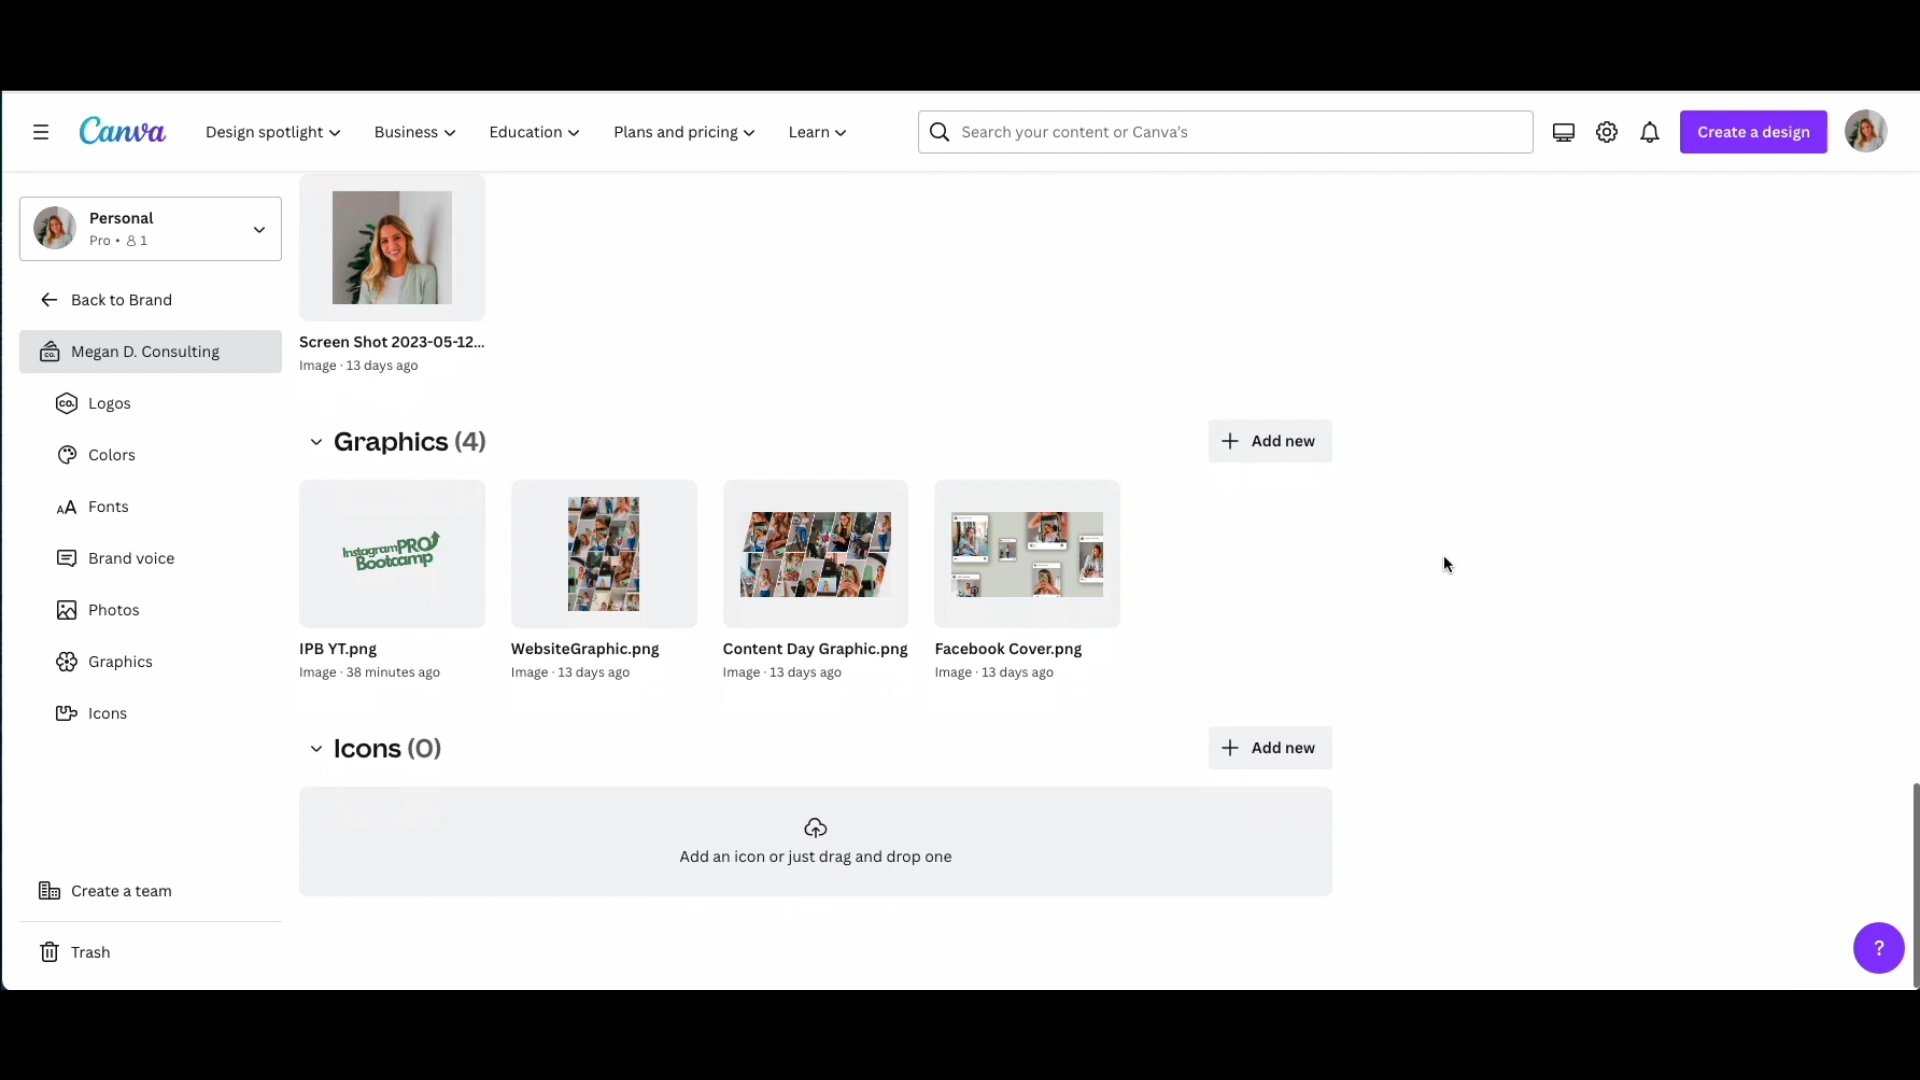 Canva
Design spotlight
Business
Education
Plans and pricing
Learn
Search your content or Canva's
Create a design
Personal
Pro • 1
Back to Brand
Megan D. Consulting
Logos
Colors
Fonts
Brand voice
Photos
Graphics
Icons
Create a team
Trash
Screen Shot 2023-05-12...
Image · 13 days ago
Graphics (4)
+ Add new
InstagramPRO
Bootcamp
IPB YT.png
Image · 38 minutes ago
WebsiteGraphic.png
Image · 13 days ago
Content Day Graphic.png
Image · 13 days ago
Facebook Cover.png
Image · 13 days ago
Icons (0)
+ Add new
Add an icon or just drag and drop one
?